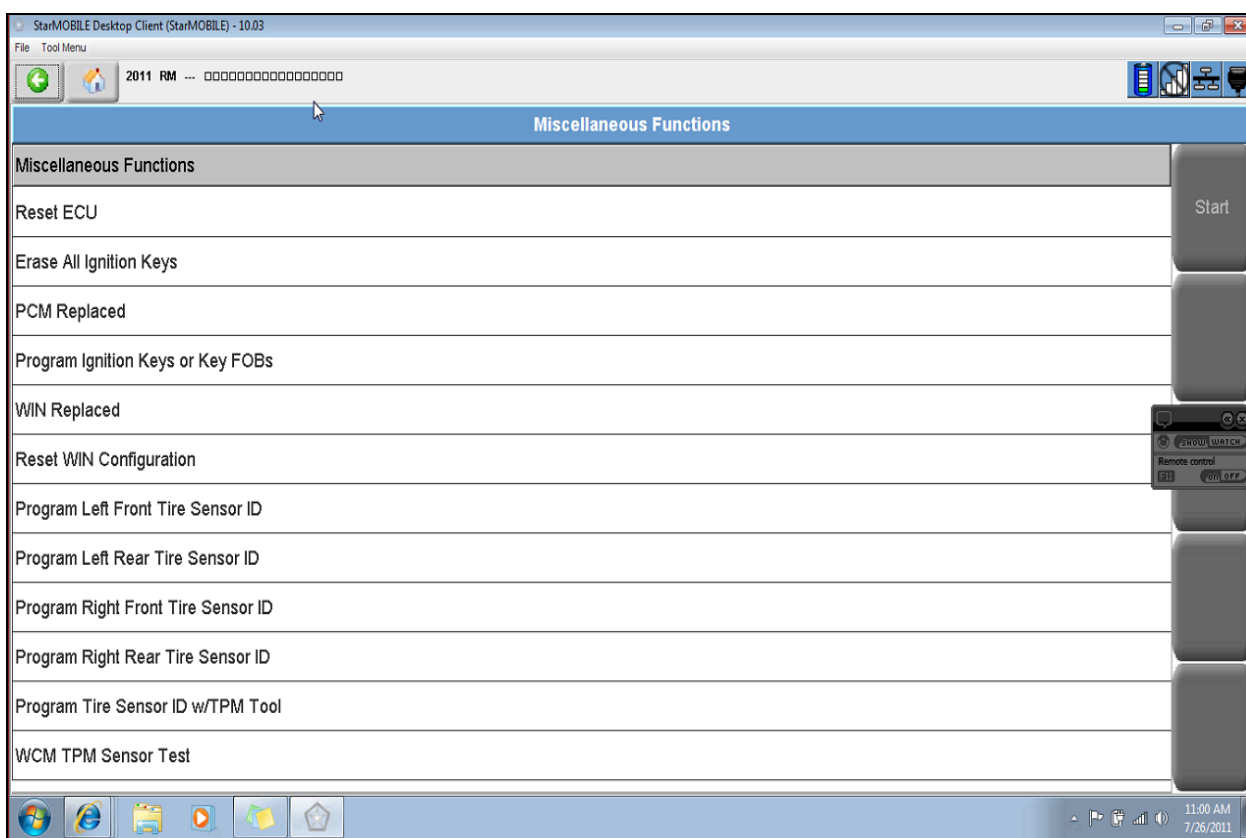 StarMOBILE Desktop Client (StarMOBILE) - 10.03
File Tool Menu
2011 RM --- □□□□□□□□□□□□□□□□□
Miscellaneous Functions
Miscellaneous Functions
Start
Reset ECU
Erase All Ignition Keys
PCM Replaced
Program Ignition Keys or Key FOBs
WIN Replaced
SHOW WATCH
Remote control
F11 on OFF
Reset WIN Configuration
Program Left Front Tire Sensor ID
Program Left Rear Tire Sensor ID
Program Right Front Tire Sensor ID
Program Right Rear Tire Sensor ID
Program Tire Sensor ID w/TPM Tool
WCM TPM Sensor Test
11:00 AM
7/26/2011